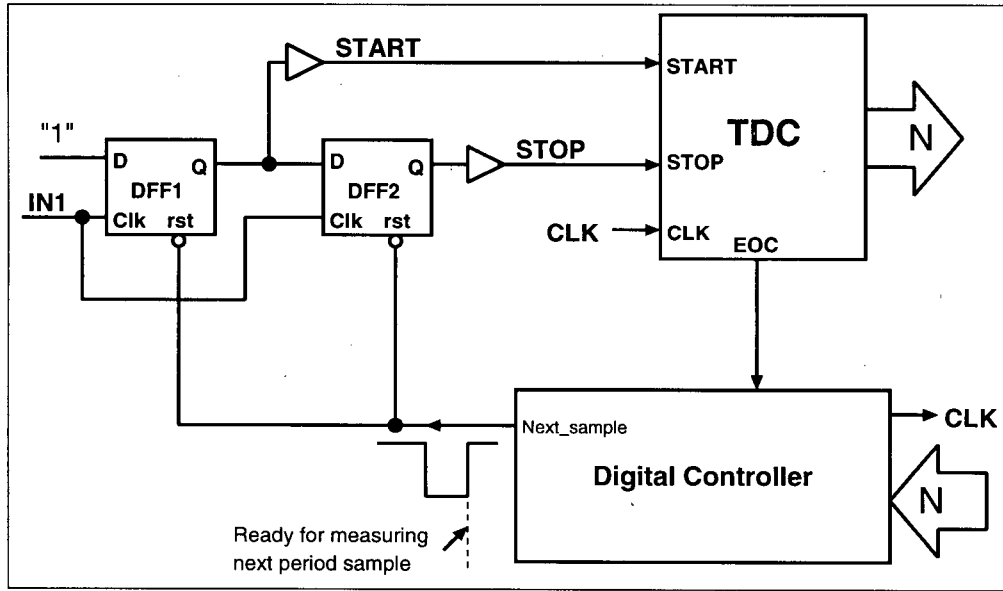 START
START
TDC
N
"1"
D
Q
DFF1
Clk
rst
D
Q
DFF2
Clk
rst
STOP
STOP
IN1
CLK
CLK
EOC
Next_sample
CLK
Digital Controller
N
Ready for measuring
next period sample